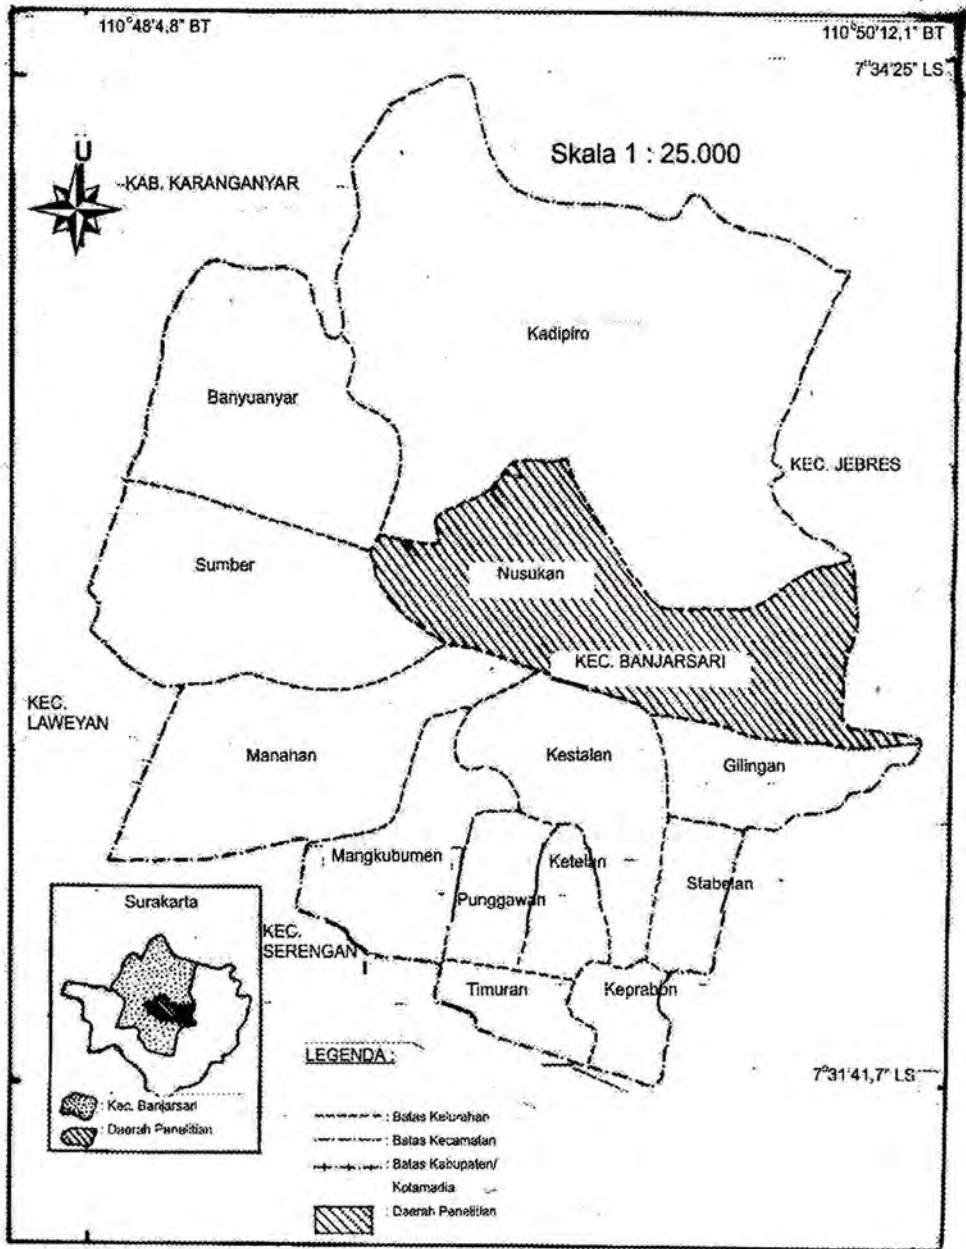 110°48'4,8" BT
110°50'12,1" BT
7°34'25" LS
U
Skala 1 : 25.000
KAB. KARANGANYAR
Kadipiro
Banyuanyar
KEC. JEBRES
Sumber
Nusukan
KEC. BANJARSARI
KEC.
LAWEYAN
Manahan
Kestalan
Gilingan
Mangkubumen
Ketelan
Stabelan
Punggawan
Surakarta
KEC.
SERENGAN
Timuran
Keprabon
LEGENDA :
7°31'41,7" LS
: Kec. Banjarsari
: Daerah Penelitian
: Batas Kelurahan
: Batas Kecamatan
: Batas Kabupaten/
Kotamadia
: Daerah Penelitian